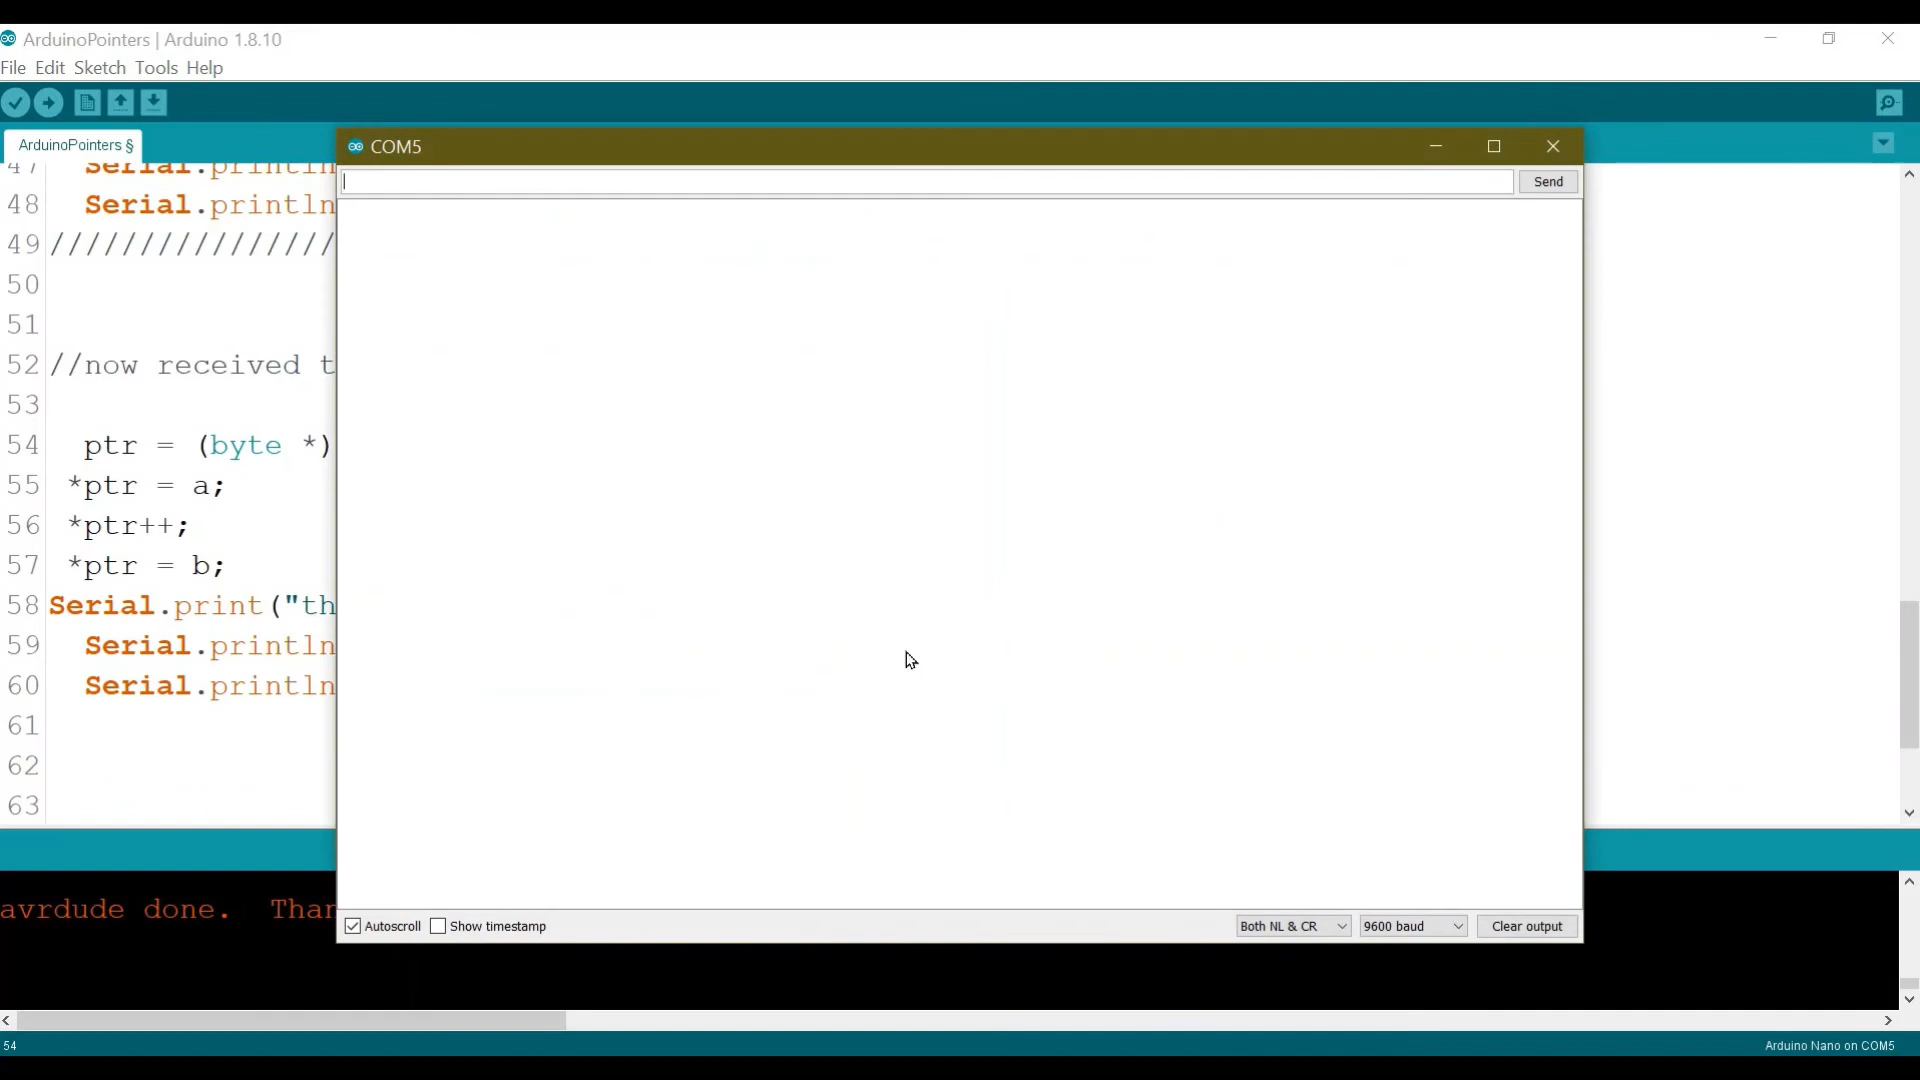 ArduinoPointers | Arduino 1.8.10
File Edit Sketch Tools Help
ArduinoPointers §
COM5
Send
47 Serial.println
48 Serial.println
49 ////////////////
50
51
52 //now received t
53
54 ptr = (byte *)
55 *ptr = a;
56 *ptr++;
57 *ptr = b;
58 Serial.print("th
59 Serial.println
60 Serial.println
61
62
63
Autoscroll Show timestamp Both NL & CR 9600 baud Clear output
avrdude done. Than
54 Arduino Nano on COM5